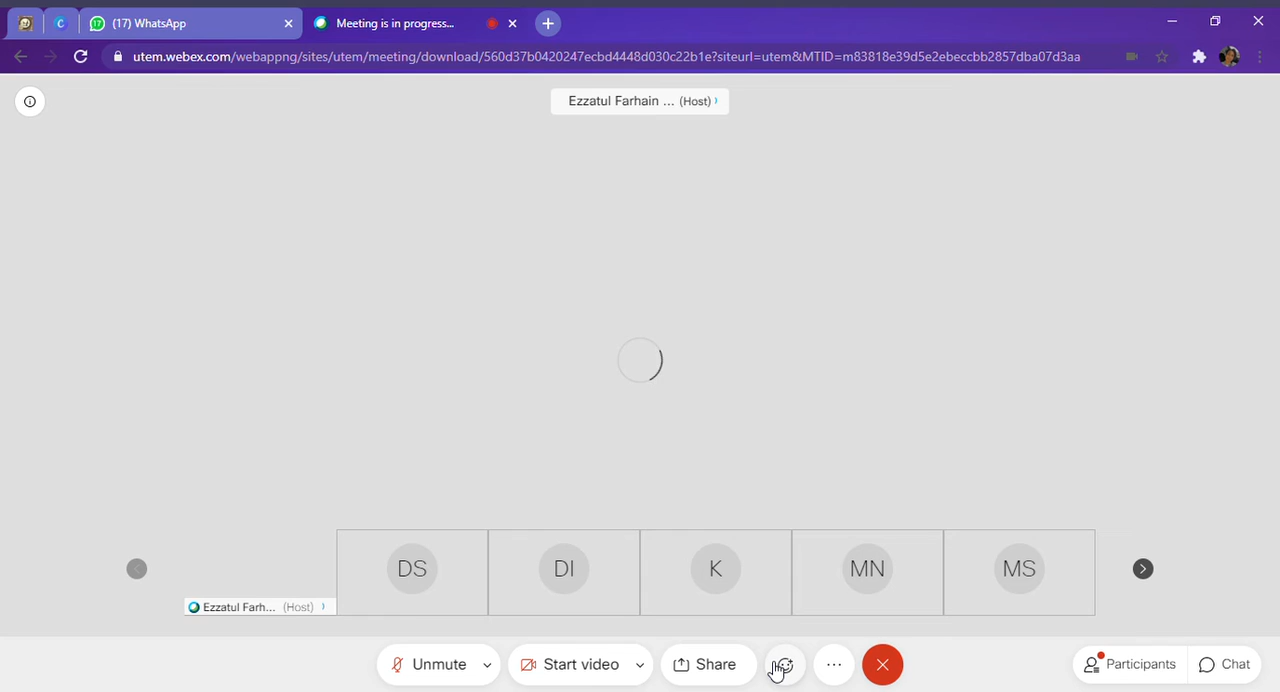 (17) WhatsApp
Meeting is in progress...
utem.webex.com/webappng/sites/utem/meeting/download/560d37b0420247ecbd4448d030c22b1e?siteurl=utem&MTID=m83818e39d5e2ebeccbb2857dba07d3aa
Ezzatul Farhain ... (Host)
DS DI K MN MS
Ezzatul Farh... (Host)
Unmute Start video Share Participants Chat